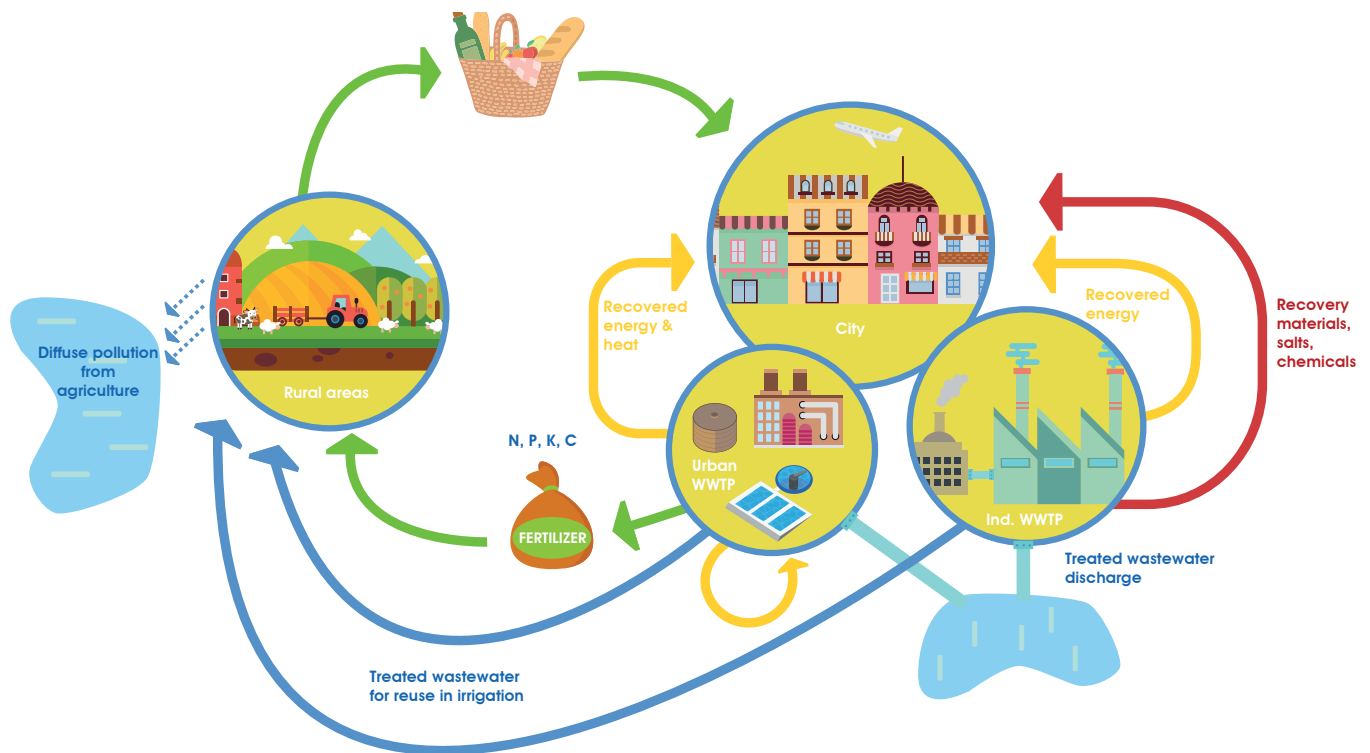 City
Recovered
energy &
heat
Recovered
energy
Recovery
materials,
salts,
chemicals
Diffuse pollution
from
agriculture
Rural areas
N, P, K, C
FERTILIZER
Urban
WWTP
Ind. WWTP
Treated wastewater
discharge
Treated wastewater
for reuse in irrigation